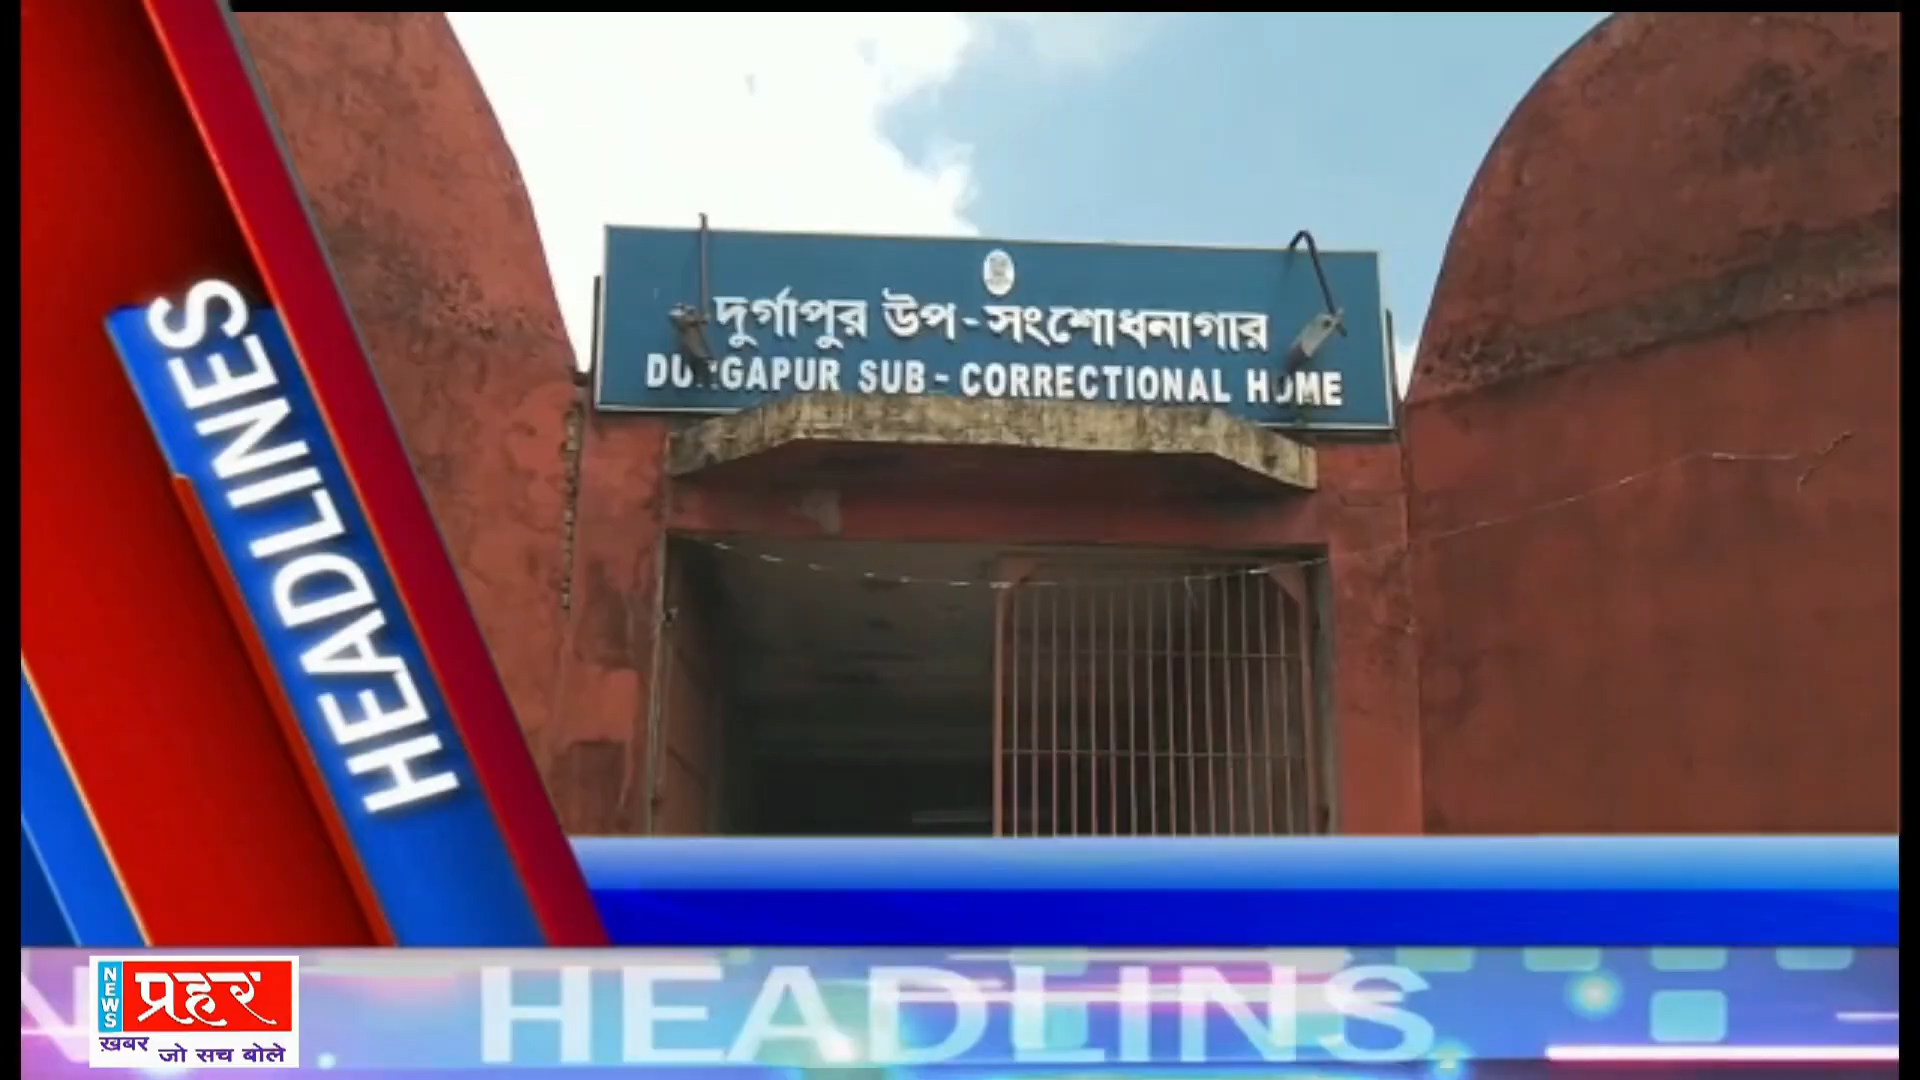 দুর্গাপুর উপ-সংশোধনাগার
DURGAPUR SUB-CORRECTIONAL HOME
HEADLINES
HEADLINS
NEWS
प्रहर
ख़बर जो सच बोले